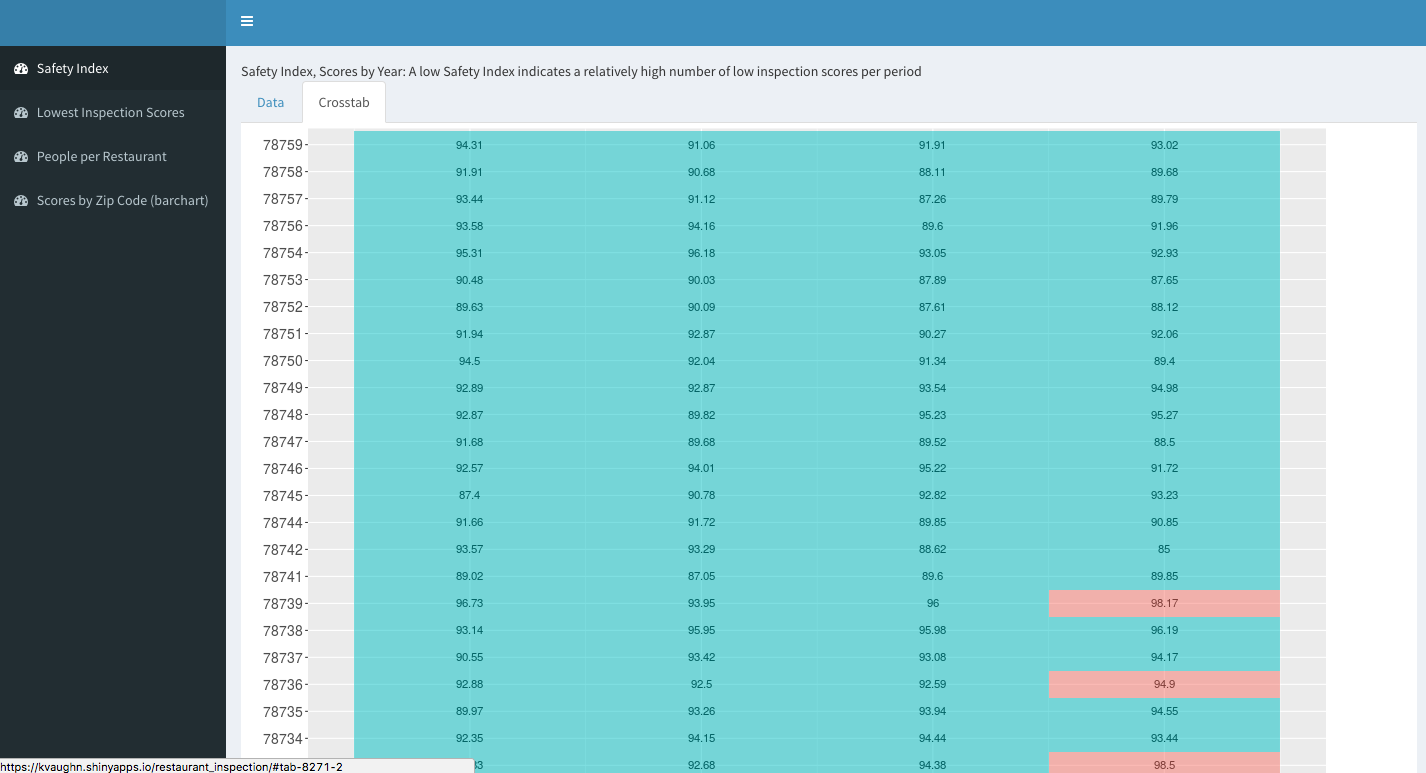 Safety Index
Lowest Inspection Scores
People per Restaurant
Scores by Zip Code (barchart)
Safety Index, Scores by Year: A low Safety Index indicates a relatively high number of low inspection scores per period
Data Crosstab
78759 94.31 91.06 91.91 93.02
78758 91.91 90.68 88.11 89.68
78757 93.44 91.12 87.26 89.79
78756 93.58 94.16 89.6 91.96
78754 95.31 96.18 93.05 92.93
78753 90.48 90.03 87.89 87.65
78752 89.63 90.09 87.61 88.12
78751 91.94 92.87 90.27 92.06
78750 94.5 92.04 91.34 89.4
78749 92.89 92.87 93.54 94.98
78748 92.87 89.82 95.23 95.27
78747 91.68 89.68 89.52 88.5
78746 92.57 94.01 95.22 91.72
78745 87.4 90.78 92.82 93.23
78744 91.66 91.72 89.85 90.85
78742 93.57 93.29 88.62 85
78741 89.02 87.05 89.6 89.85
78739 96.73 93.95 96 98.17
78738 93.14 95.95 95.98 96.19
78737 90.55 93.42 93.08 94.17
78736 92.88 92.5 92.59 94.9
78735 89.97 93.26 93.94 94.55
78734 92.35 94.15 94.44 93.44
92.68 94.38 98.5
https://kvaughn.shinyapps.io/restaurant_inspection/#tab-8271-2